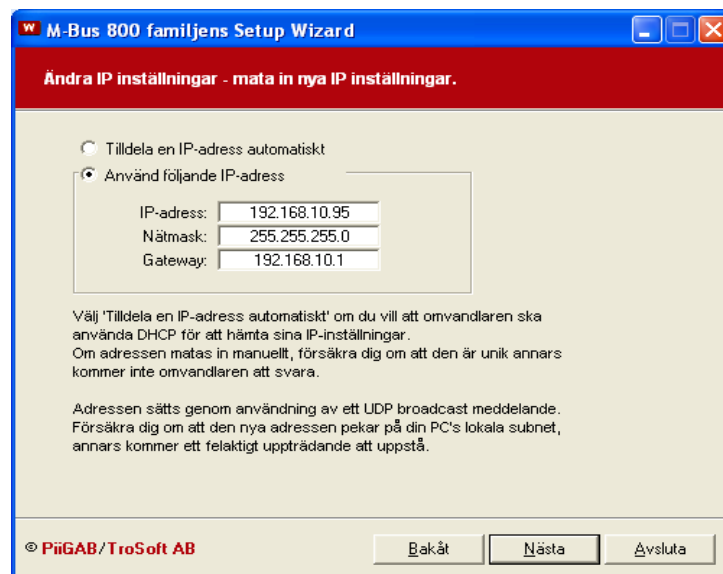 W M-Bus 800 familjens Setup Wizard
Ändra IP inställningar - mata in nya IP inställningar.
Tilldela en IP-adress automatiskt
Använd följande IP-adress
IP-adress: 192.168.10.95
Nätmask: 255.255.255.0
Gateway: 192.168.10.1
Välj 'Tilldela en IP-adress automatiskt' om du vill att omvandlaren ska
använda DHCP för att hämta sina IP-inställningar.
Om adressen matas in manuellt, försäkra dig om att den är unik annars
kommer inte omvandlaren att svara.
Adressen sätts genom användning av ett UDP broadcast meddelande.
Försäkra dig om att den nya adressen pekar på din PC's lokala subnet,
annars kommer ett felaktigt uppträdande att uppstå.
© PiiGAB/TroSoft AB Bakåt Nästa Avsluta